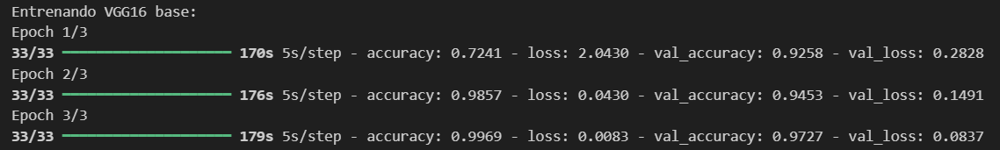 Entrenando VGG16 base:
Epoch 1/3
33/33 ━━━━━━━━━━━━━━━━━━━━ 170s 5s/step - accuracy: 0.7241 - loss: 2.0430 - val_accuracy: 0.9258 - val_loss: 0.2828
Epoch 2/3
33/33 ━━━━━━━━━━━━━━━━━━━━ 176s 5s/step - accuracy: 0.9857 - loss: 0.0430 - val_accuracy: 0.9453 - val_loss: 0.1491
Epoch 3/3
33/33 ━━━━━━━━━━━━━━━━━━━━ 179s 5s/step - accuracy: 0.9969 - loss: 0.0083 - val_accuracy: 0.9727 - val_loss: 0.0837